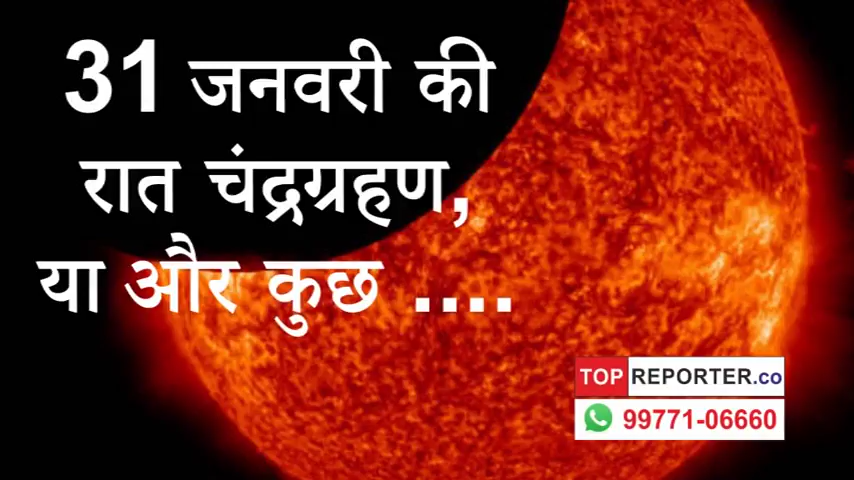 31 जनवरी की
रात चंद्रग्रहण,
या और कुछ ....
TOP REPORTER.co
99771-06660